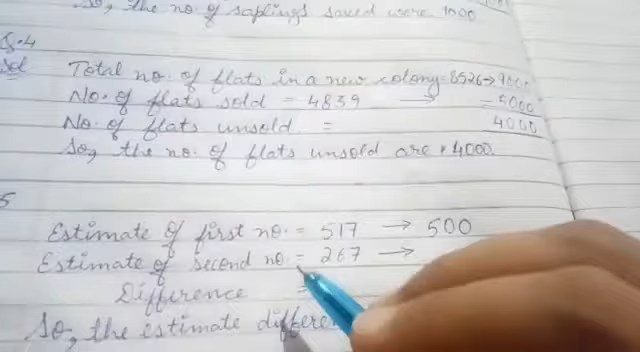 So, the no. of saplings saved were 1000
Q.4
Sol Total no. of flats in a new colony = 8526 → 9000
No. of flats sold = 4839 → - 5000
No. of flats unsold = 4000
So, the no. of flats unsold are 4000.
5
Estimate of first no. = 517 → 500
Estimate of second no = 267 →
Difference =
So, the estimate